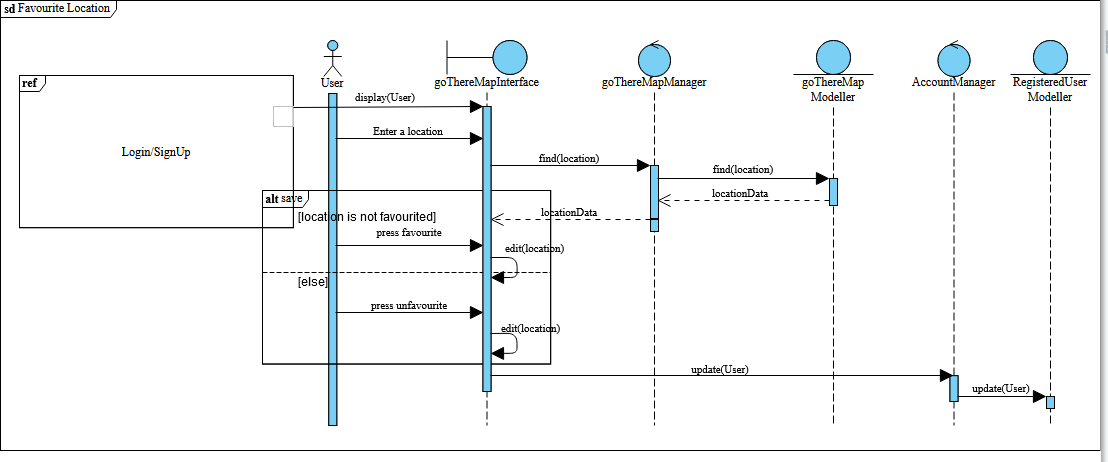 sd Favourite Location
ref
Login/SignUp
User
goThereMapInterface
goThereMapManager
goThereMap
Modeller
AccountManager
RegisteredUser
Modeller
display(User)
Enter a location
find(location)
find(location)
locationData
locationData
alt save
[location is not favourited]
press favourite
edit(location)
[else]
press unfavourite
edit(location)
update(User)
update(User)